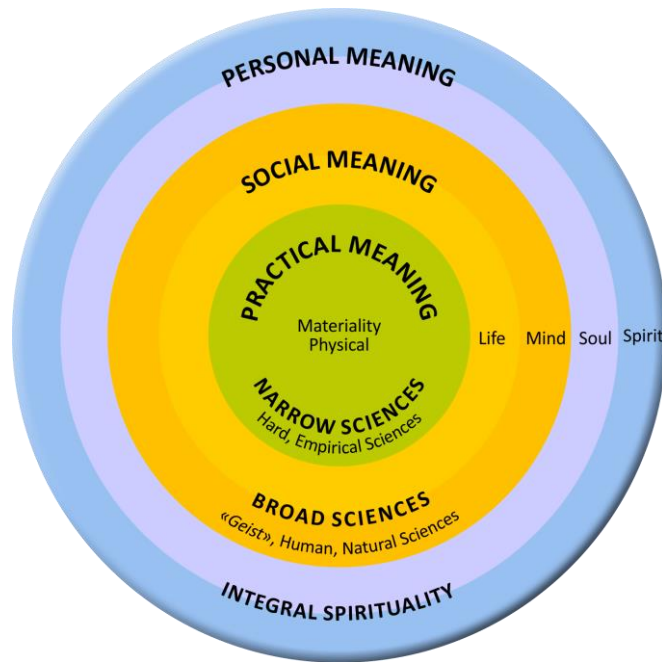 PERSONAL MEANING
SOCIAL MEANING
PRACTICAL MEANING
Materiality
Physical
Life
Mind
Soul
Spirit
NARROW SCIENCES
Hard, Empirical Sciences
BROAD SCIENCES
«Geist», Human, Natural Sciences
INTEGRAL SPIRITUALITY